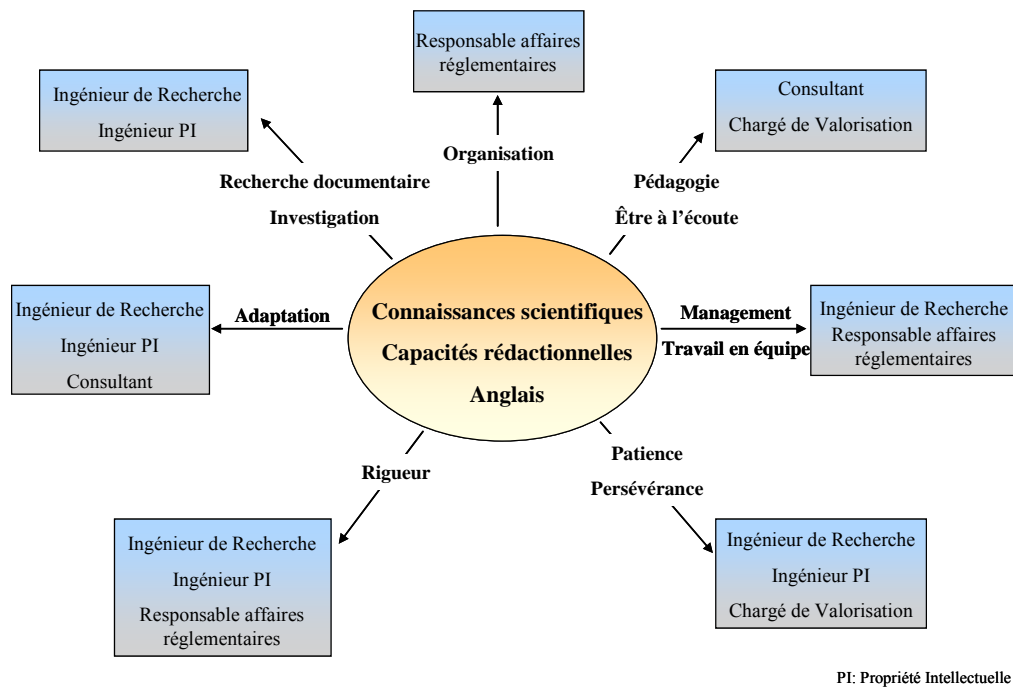 Responsable affaires
réglementaires
Ingénieur de Recherche
Ingénieur PI
Consultant
Chargé de Valorisation
Organisation
Recherche documentaire
Investigation
Pédagogie
Être à l’écoute
Ingénieur de Recherche
Ingénieur PI
Consultant
Adaptation
Connaissances scientifiques
Capacités rédactionnelles
Anglais
Management
Travail en équipe
Ingénieur de Recherche
Responsable affaires
réglementaires
Rigueur
Patience
Persévérance
Ingénieur de Recherche
Ingénieur PI
Responsable affaires
réglementaires
Ingénieur de Recherche
Ingénieur PI
Chargé de Valorisation
PI: Propriété Intellectuelle